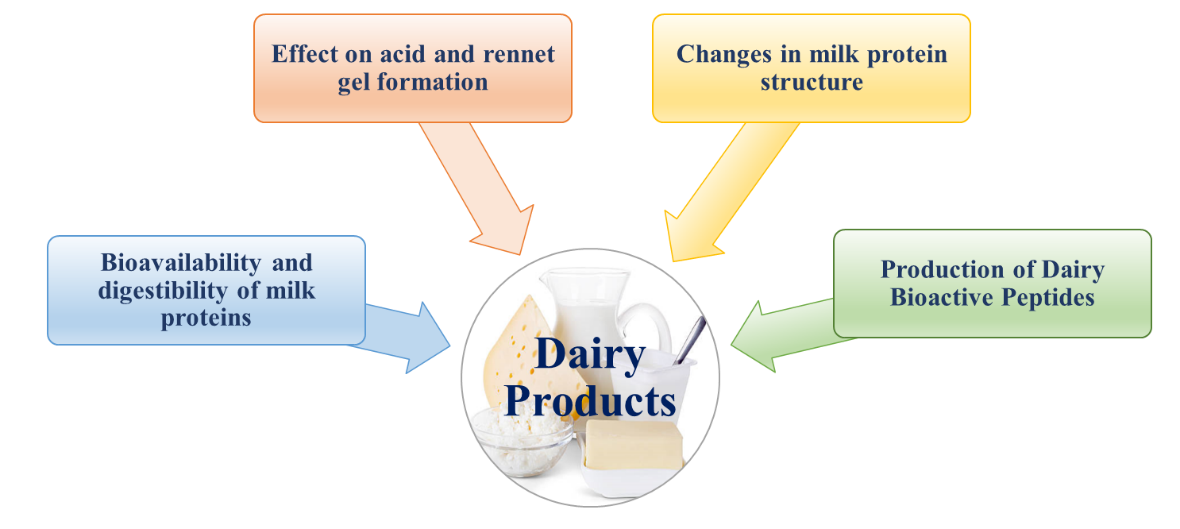 Effect on acid and rennet
gel formation
Changes in milk protein
structure
Bioavailability and
digestibility of milk
proteins
Production of Dairy
Bioactive Peptides
Dairy
Products